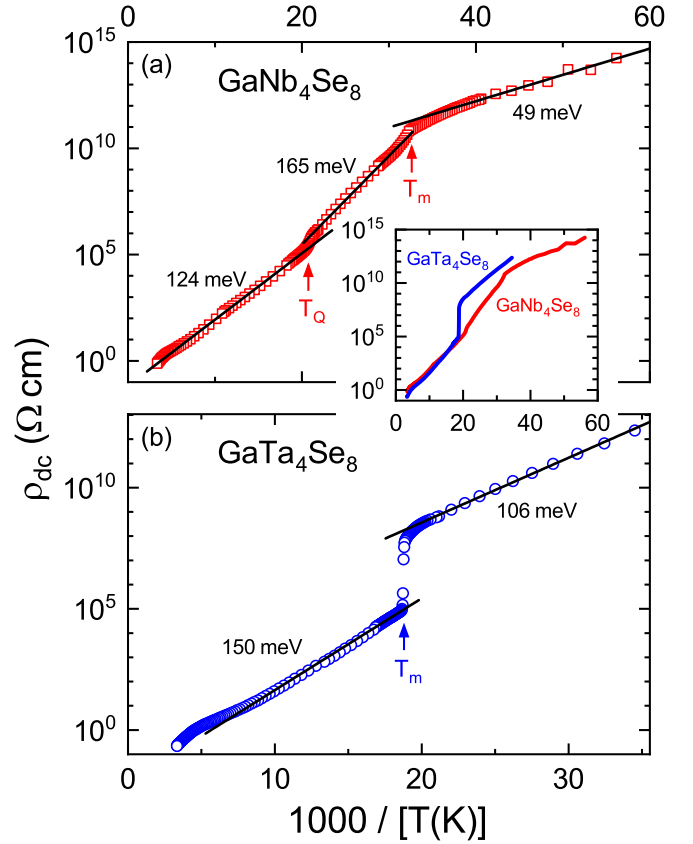 0 20 40 60
10^15
(a) GaNb₄Se₈
49 meV
10^10
165 meV
T_m
10^5
124 meV
T_Q
10^0
10^15
GaTa₄Se₈
10^10
GaNb₄Se₈
10^5
10^0
0 20 40 60
ρ_dc (Ω cm)
(b)
GaTa₄Se₈
10^10
106 meV
10^5
150 meV
T_m
10^0
0 10 20 30
1000 / [T(K)]